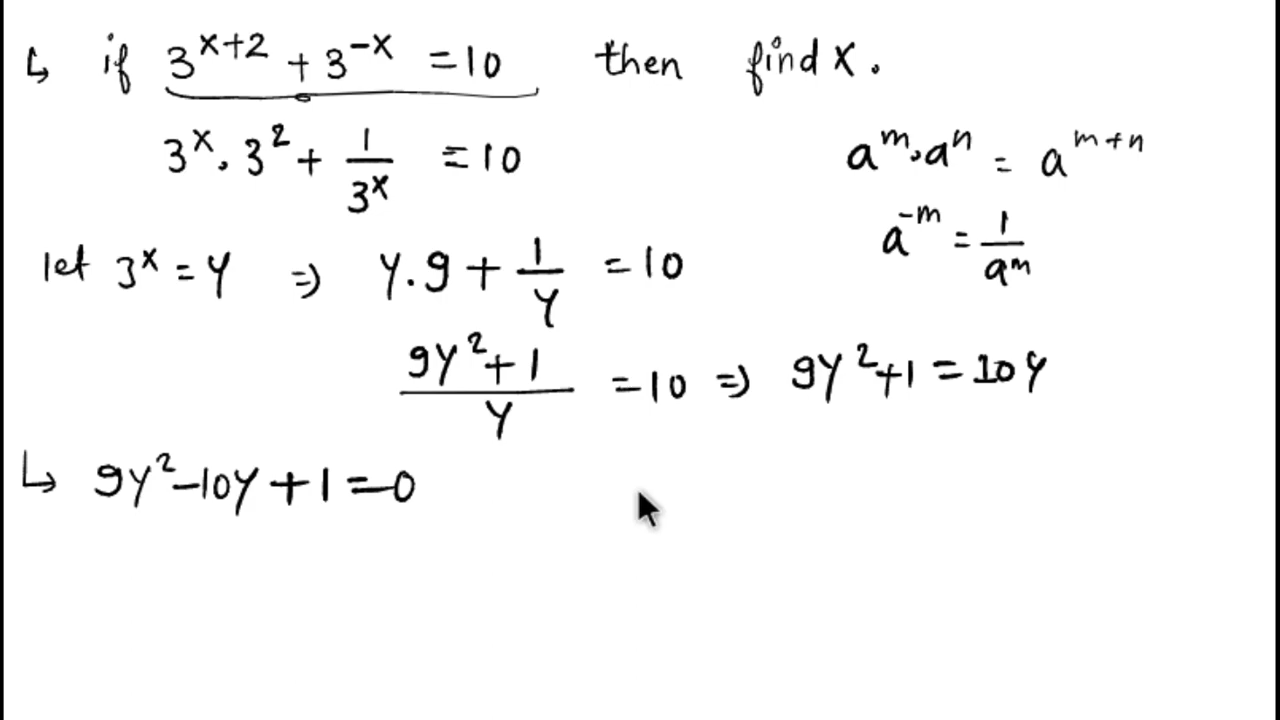 ↳ if 3^{x+2} + 3^{-x} = 10 then find x.
3^x . 3^2 + 1/3^x = 10
a^m . a^n = a^{m+n}
a^{-m} = 1/a^m
let 3^x = y ⇒ y . 9 + 1/y = 10
(9y^2 + 1)/y = 10 ⇒ 9y^2 + 1 = 10y
↳ 9y^2 - 10y + 1 = 0